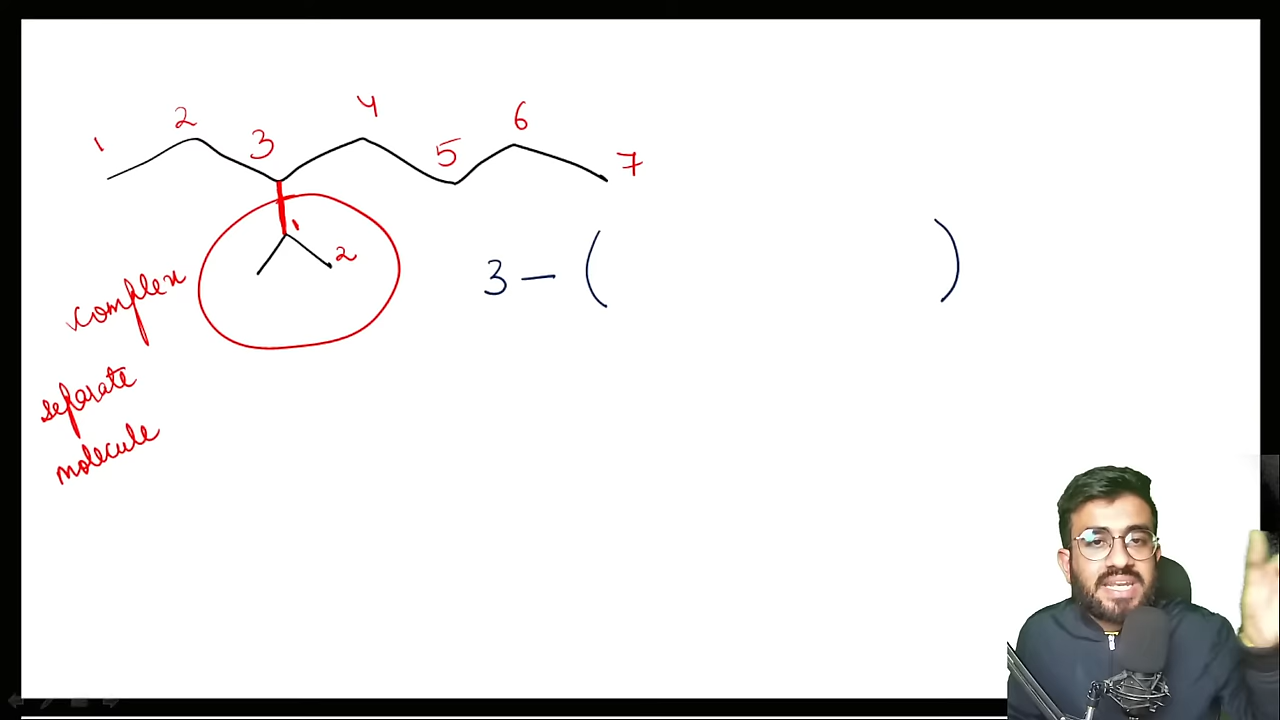 1 2 3 4 5 6 7
1 2
3 - ( )
complex
separate
molecule